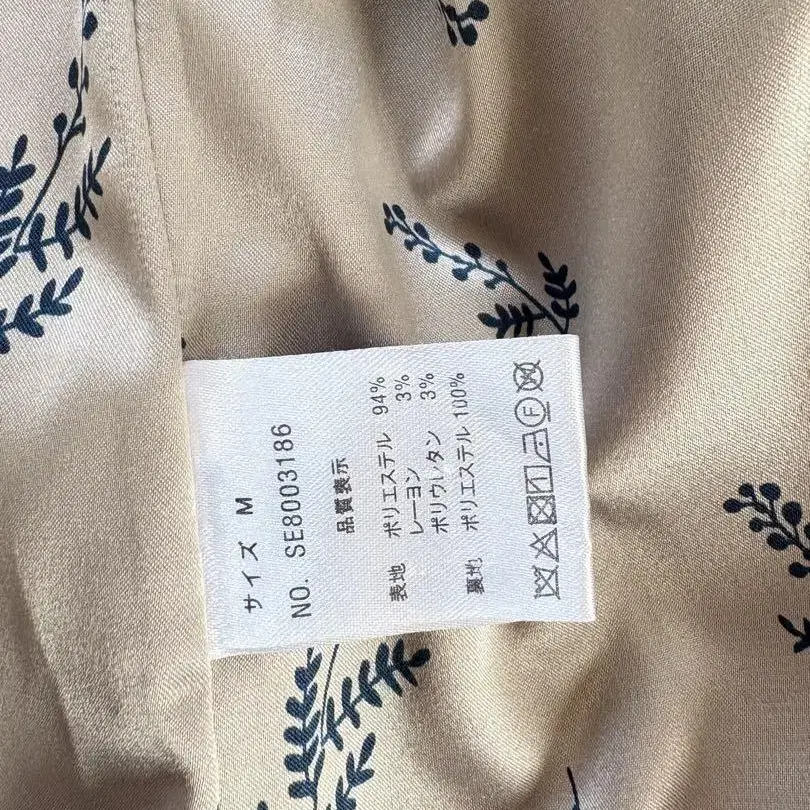 サイズ M
NO. SE8003186
品質表示
表地 ポリエステル 94%
レーヨン 3%
ポリウレタン 3%
裏地 ポリエステル 100%
F W